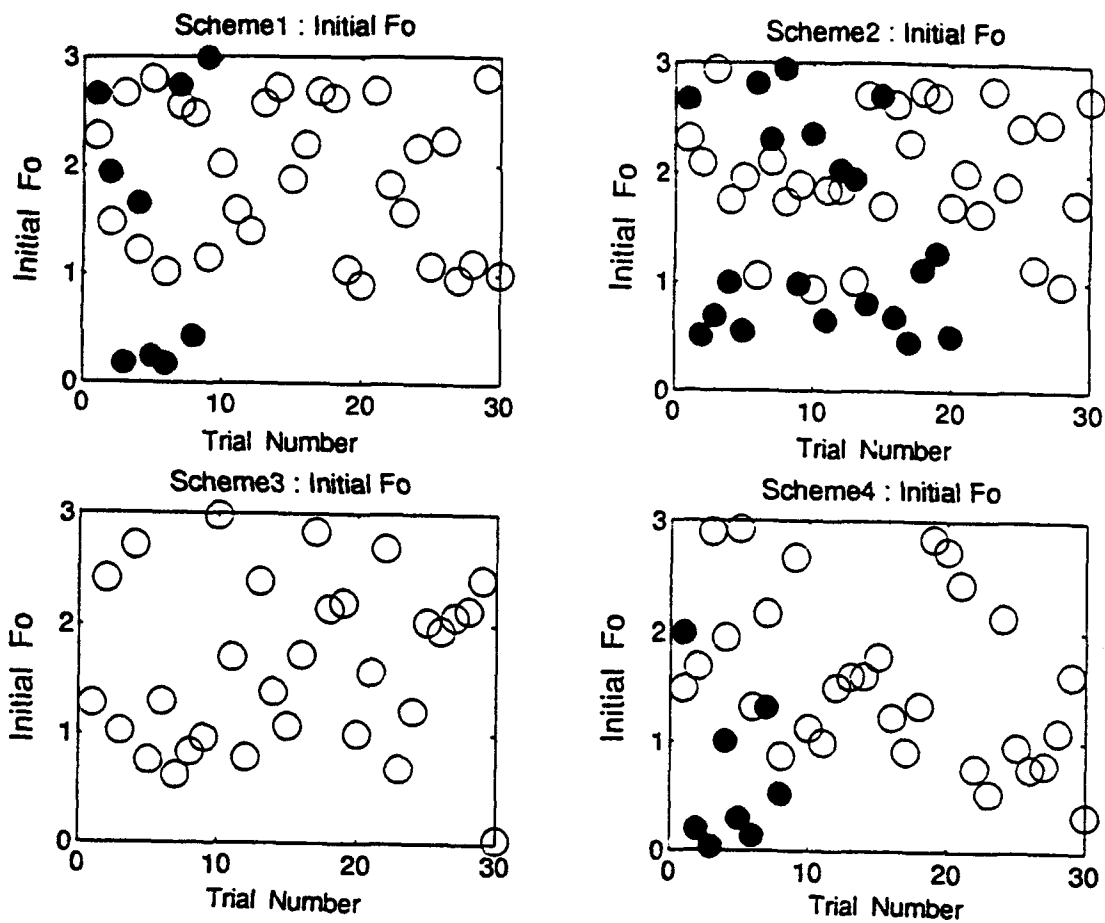 Scheme1 : Initial Fo
3
2
1
0
Initial Fo
0 10 20 30
Trial Number
Scheme2 : Initial Fo
3
2
1
0
Initial Fo
0 10 20 30
Trial Number
Scheme3 : Initial Fo
3
2
1
0
Initial Fo
10 20 30
Trial Number
Scheme4 : Initial Fo
3
2
1
0
Initial Fo
0 10 20 30
Trial Number